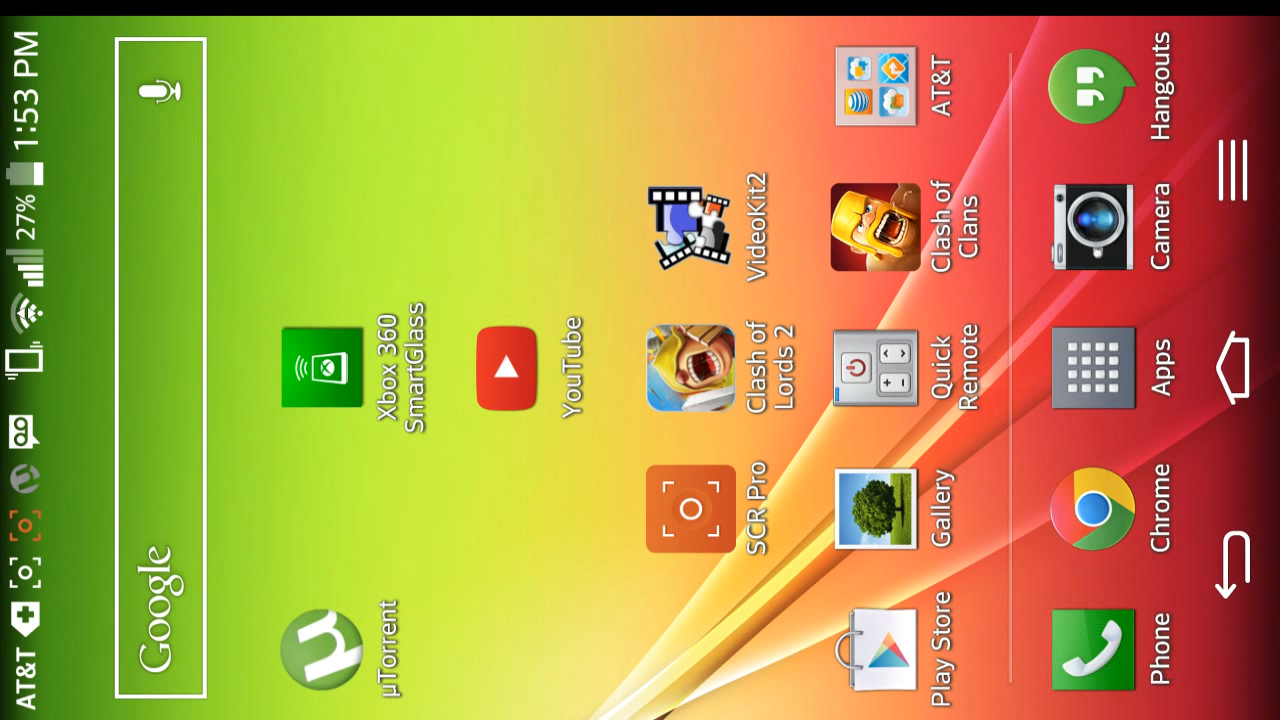 AT&T 27% 1:53 PM
Google
µTorrent
Xbox 360
SmartGlass
YouTube
SCR Pro
Clash of
Lords 2
VideoKit2
Play Store
Gallery
Quick
Remote
Clash of
Clans
AT&T
Phone
Chrome
Apps
Camera
Hangouts